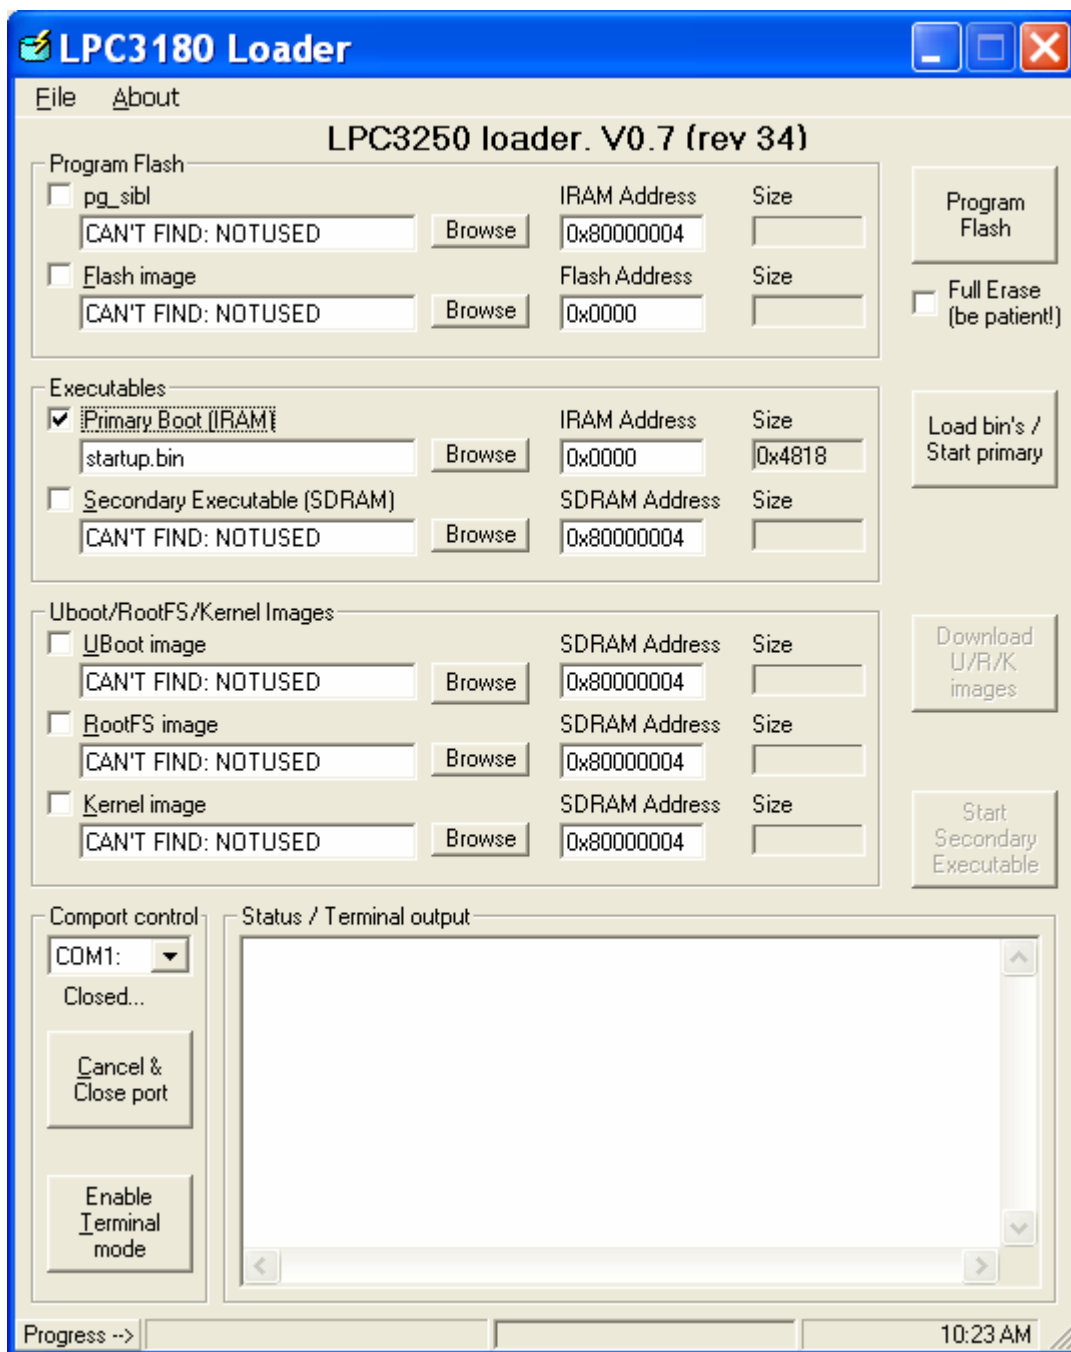 LPC3180 Loader
File About
LPC3250 loader. V0.7 (rev 34)
Program Flash
pg_sibl IRAM Address Size
CAN'T FIND: NOTUSED Browse 0x80000004
Flash image Flash Address Size
CAN'T FIND: NOTUSED Browse 0x0000
Program
Flash
Full Erase
(be patient!)
Executables
Primary Boot (IRAM) IRAM Address Size
startup.bin Browse 0x0000 0x4818
Secondary Executable (SDRAM) SDRAM Address Size
CAN'T FIND: NOTUSED Browse 0x80000004
Load bin's /
Start primary
Uboot/RootFS/Kernel Images
UBoot image SDRAM Address Size
CAN'T FIND: NOTUSED Browse 0x80000004
RootFS image SDRAM Address Size
CAN'T FIND: NOTUSED Browse 0x80000004
Kernel image SDRAM Address Size
CAN'T FIND: NOTUSED Browse 0x80000004
Download
U/R/K
images
Start
Secondary
Executable
Comport control
COM1:
Closed...
Cancel &
Close port
Enable
Terminal
mode
Status / Terminal output
Progress --> 10:23 AM